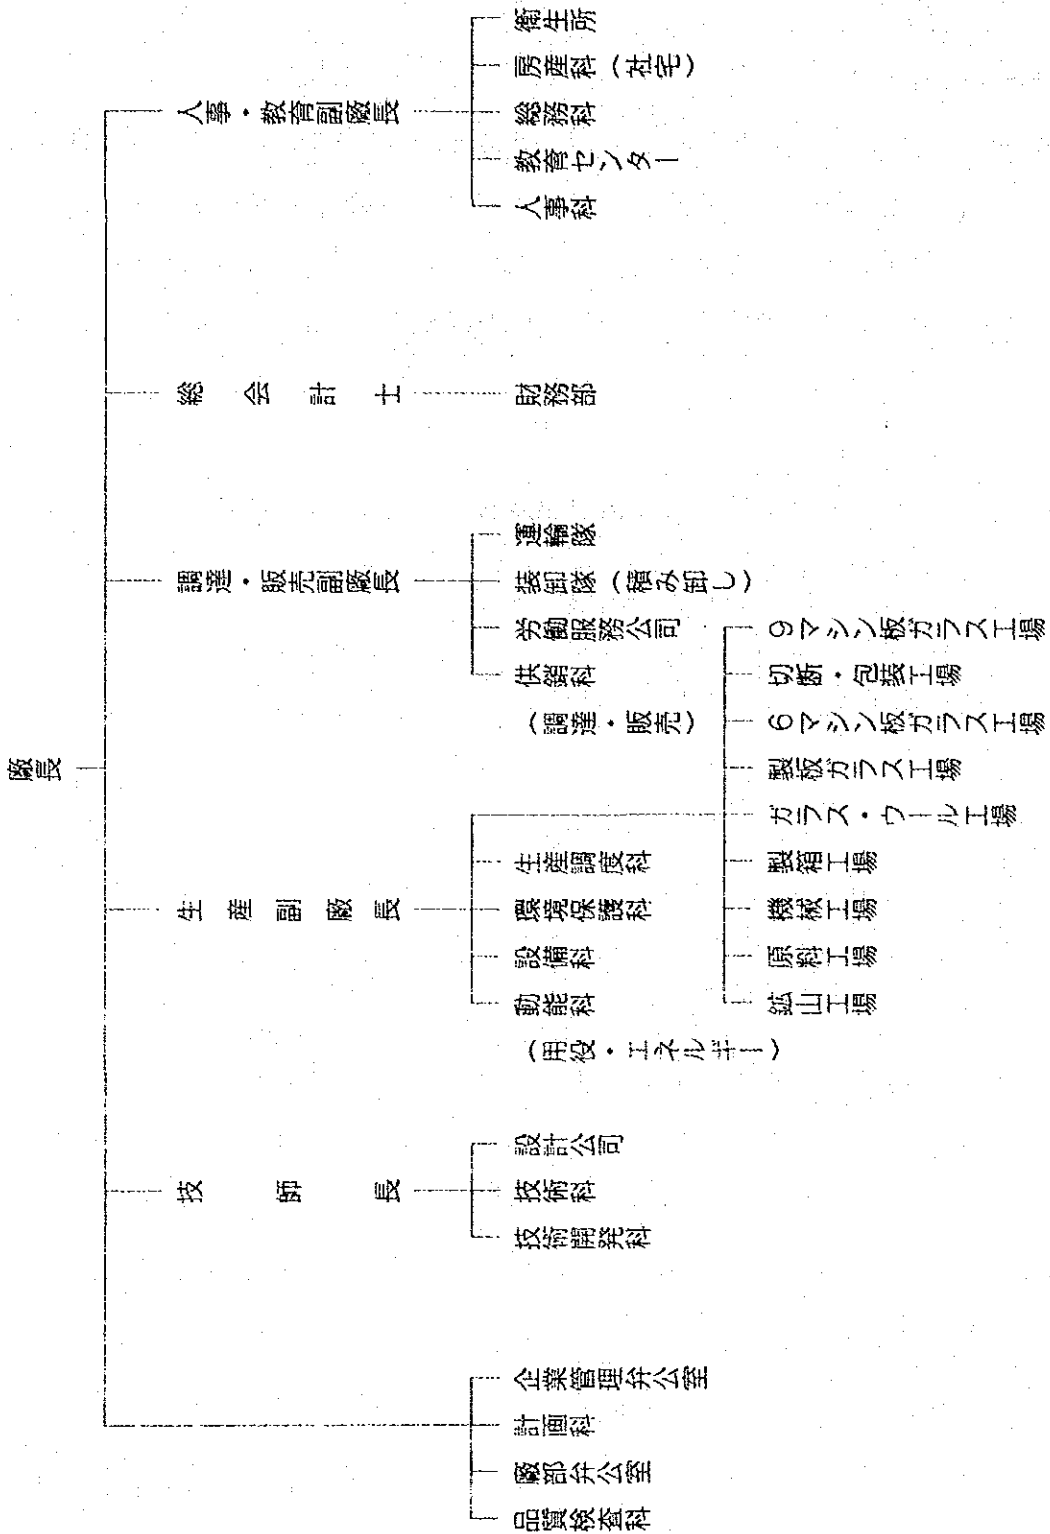 廠長
人事・教育副廠長
衛生所
房産科（社宅）
総務科
教育センター
人事科
総会計士
財務部
調達・販売副廠長
運輸隊
装卸隊（積み卸し）
労働服務公司
供銷科
（調達・販売）
生産副廠長
生産調度科
環境保護科
設備科
動能科
（用役・エネルギー）
9マシン板ガラス工場
切断・包装工場
6マシン板ガラス工場
製板ガラス工場
ガラス・ウール工場
製箱工場
機械工場
原料工場
鉱山工場
技師長
設計公司
技術科
技術開発科
企業管理弁公室
計画科
廠部弁公室
品質検査科